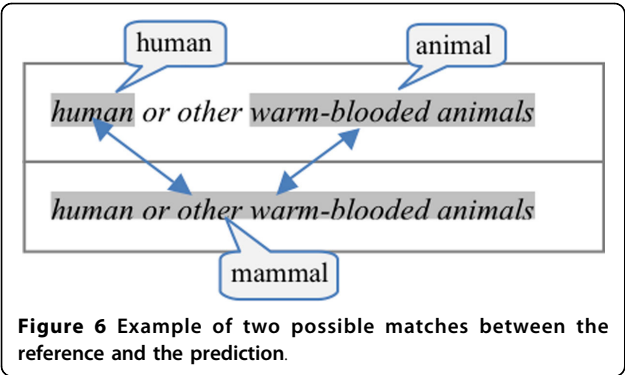 human
animal
human or other warm-blooded animals
human or other warm-blooded animals
mammal
Figure 6 Example of two possible matches between the
reference and the prediction.